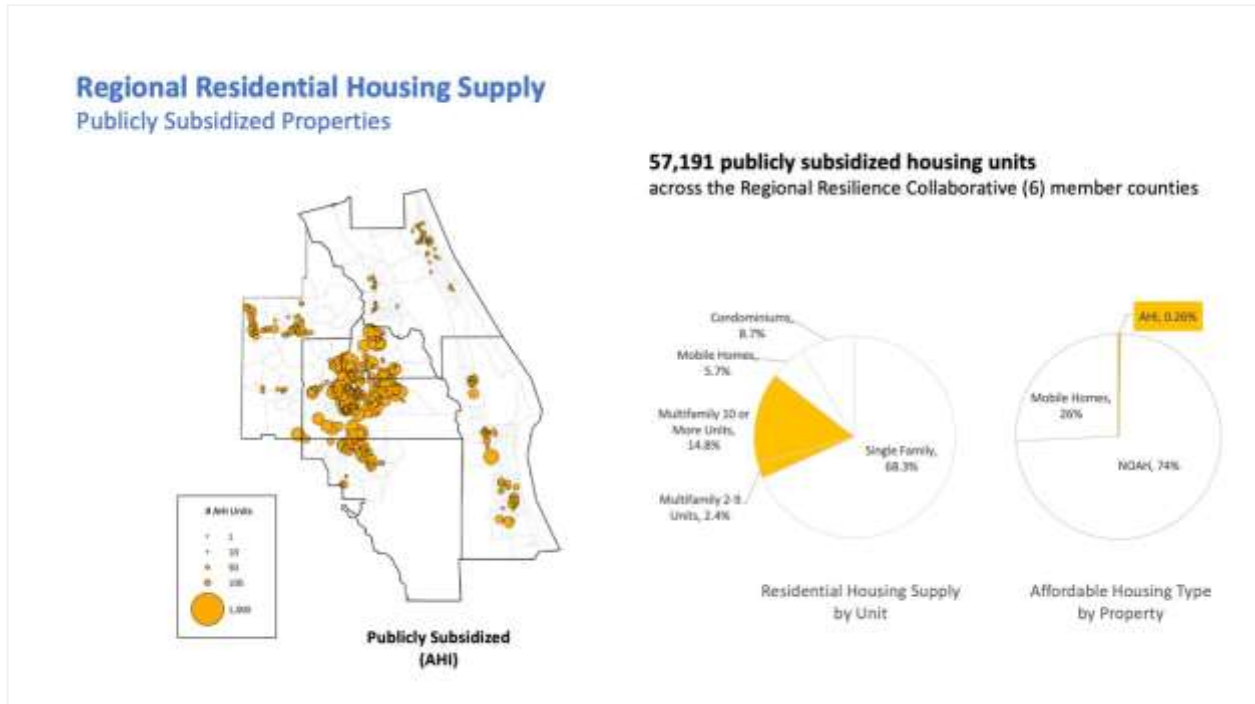 Regional Residential Housing Supply
Publicly Subsidized Properties
57,191 publicly subsidized housing units
across the Regional Resilience Collaborative (6) member counties
# AHI Units
1
10
50
100
1,000
Publicly Subsidized
(AHI)
Condominiums,
8.7%
Mobile Homes,
5.7%
Multifamily 10 or
More Units,
14.8%
Multifamily 2-9
Units, 2.4%
Single Family,
68.3%
Residential Housing Supply
by Unit
AHI, 0.26%
Mobile Homes,
26%
NOAH, 74%
Affordable Housing Type
by Property